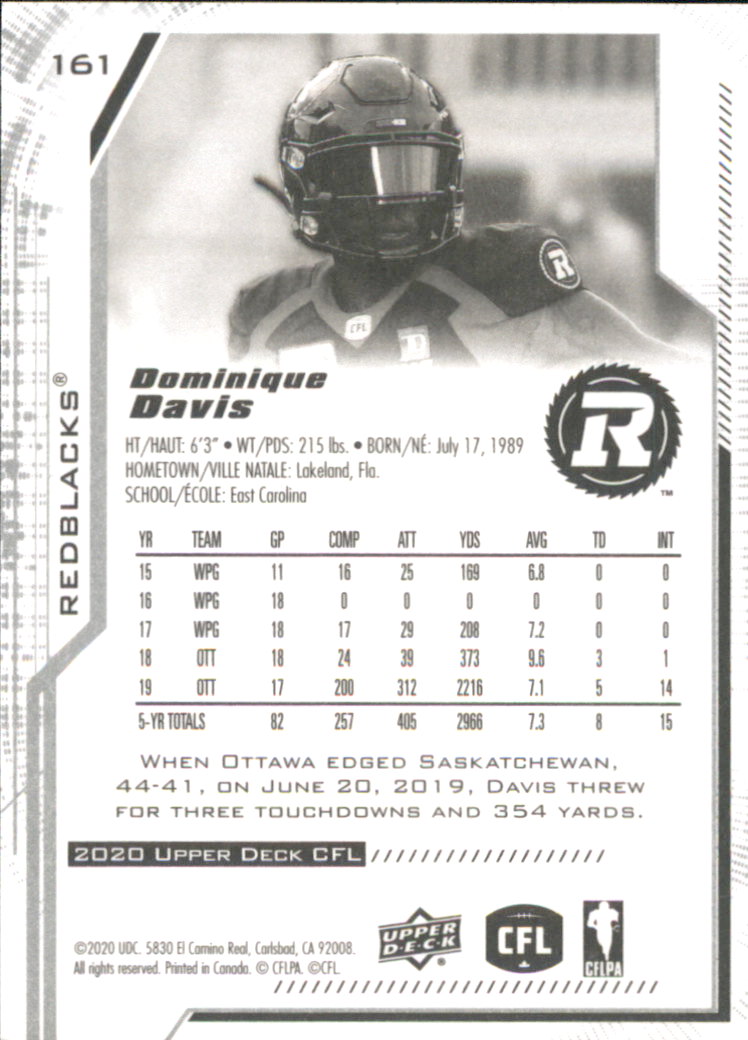 161
R
CFL
REDBLACKS®
Dominique
Davis
R
TM
HT/HAUT: 6'3" • WT/PDS: 215 lbs. • BORN/NÉ: July 17, 1989
HOMETOWN/VILLE NATALE: Lakeland, Fla.
SCHOOL/ÉCOLE: East Carolina
YR TEAM GP COMP ATT YDS AVG TD INT
15 WPG 11 16 25 169 6.8 0 0
16 WPG 18 0 0 0 0 0 0
17 WPG 18 17 29 208 7.2 0 0
18 OTT 18 24 39 373 9.6 3 1
19 OTT 17 200 312 2216 7.1 5 14
5-YR TOTALS 82 257 405 2966 7.3 8 15
WHEN OTTAWA EDGED SASKATCHEWAN,
44-41, ON JUNE 20, 2019, DAVIS THREW
FOR THREE TOUCHDOWNS AND 354 YARDS.
2020 UPPER DECK CFL
©2020 UDC. 5830 El Camino Real, Carlsbad, CA 92008.
All rights reserved. Printed in Canada. © CFLPA. ©CFL.
UPPER
D·E·C·K
®
CFL
CFLPA